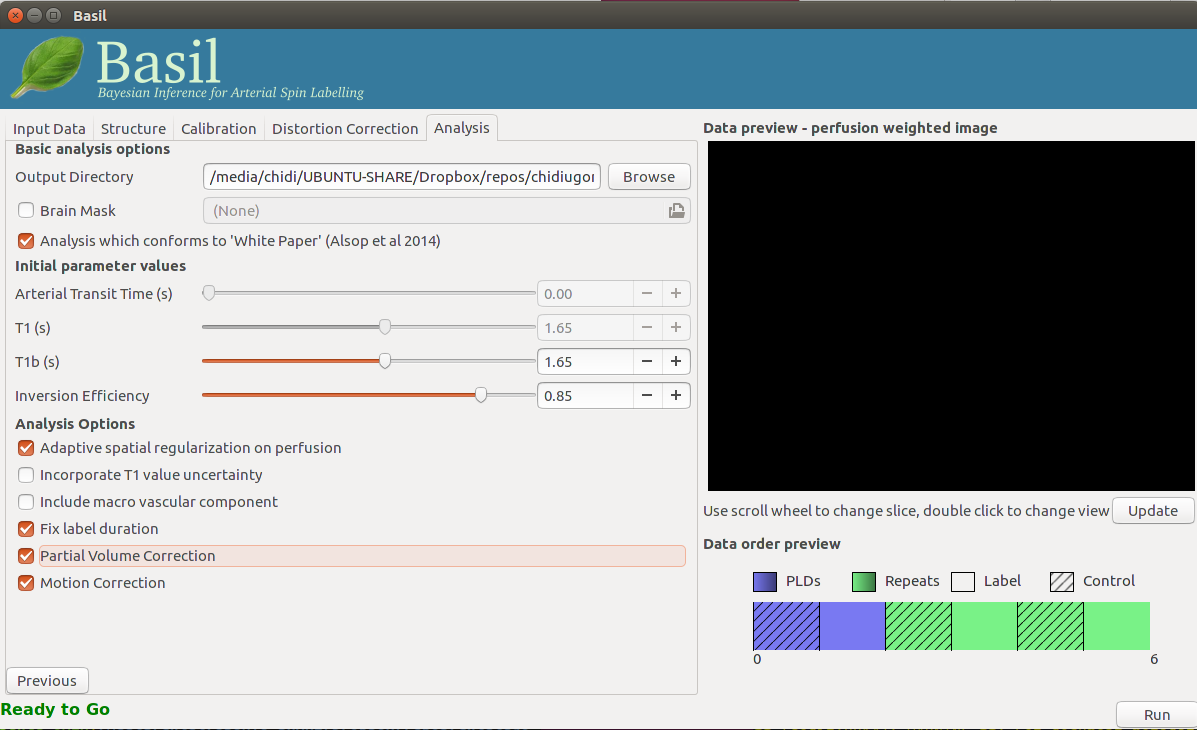 Basil
Basil
Bayesian Inference for Arterial Spin Labelling
Input Data Structure Calibration Distortion Correction Analysis
Basic analysis options
Output Directory /media/chidi/UBUNTU-SHARE/Dropbox/repos/chidiugor Browse
Brain Mask (None)
Analysis which conforms to 'White Paper' (Alsop et al 2014)
Initial parameter values
Arterial Transit Time (s) 0.00 − +
T1 (s) 1.65 − +
T1b (s) 1.65 − +
Inversion Efficiency 0.85 − +
Analysis Options
Adaptive spatial regularization on perfusion
Incorporate T1 value uncertainty
Include macro vascular component
Fix label duration
Partial Volume Correction
Motion Correction
Previous
Ready to Go
Data preview - perfusion weighted image
Use scroll wheel to change slice, double click to change view Update
Data order preview
PLDs Repeats Label Control
0 6
Run